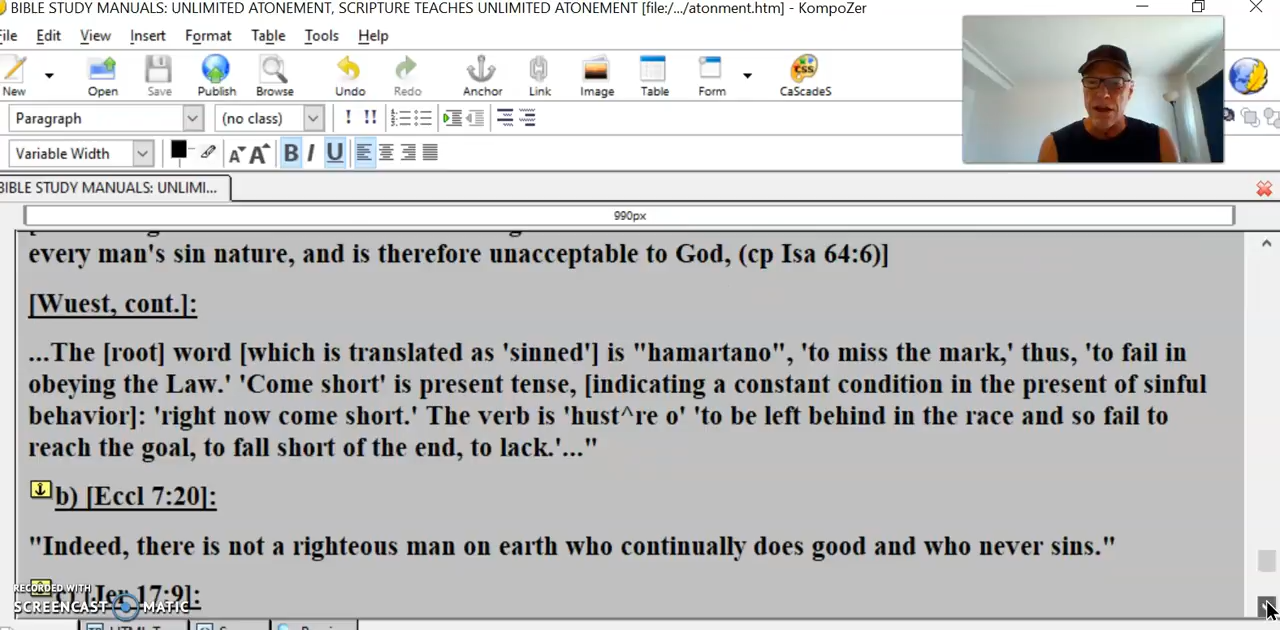 BIBLE STUDY MANUALS: UNLIMITED ATONEMENT, SCRIPTURE TEACHES UNLIMITED ATONEMENT [file:/.../atonment.htm] - KompoZer
File Edit View Insert Format Table Tools Help
New Open Save Publish Browse Undo Redo Anchor Link Image Table Form CaScadeS
Paragraph (no class) ! !!
Variable Width A A B I U
BIBLE STUDY MANUALS: UNLIMI...
990px
every man's sin nature, and is therefore unacceptable to God, (cp Isa 64:6)]
[Wuest, cont.]:
...The [root] word [which is translated as 'sinned'] is "hamartano", 'to miss the mark,' thus, 'to fail in
obeying the Law.' 'Come short' is present tense, [indicating a constant condition in the present of sinful
behavior]: 'right now come short.' The verb is 'hust^re o' 'to be left behind in the race and so fail to
reach the goal, to fall short of the end, to lack.'..."
b) [Eccl 7:20]:
"Indeed, there is not a righteous man on earth who continually does good and who never sins."
c) [Jer 17:9]:
RECORDED WITH
SCREENCAST MATIC